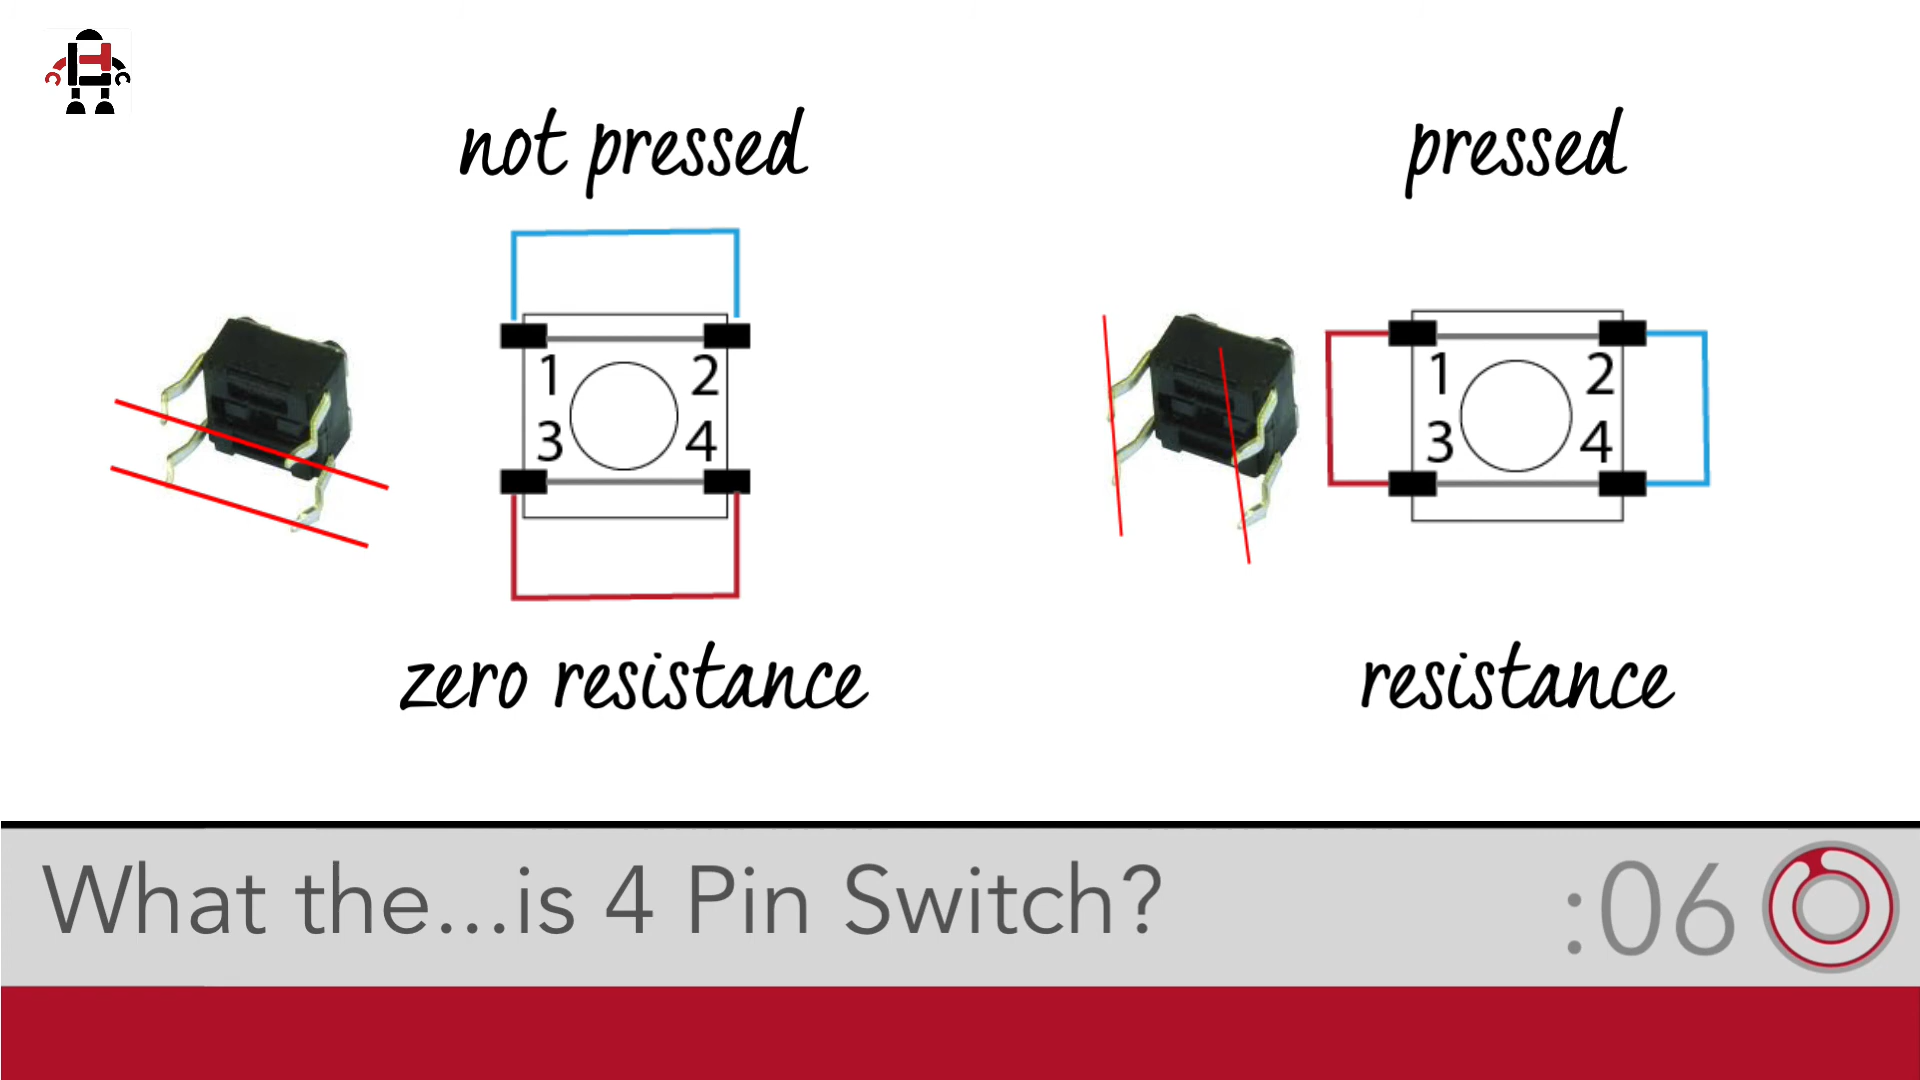 not pressed
pressed
1 2
3 4
1 2
3 4
zero resistance
resistance
What the...is 4 Pin Switch?
:06